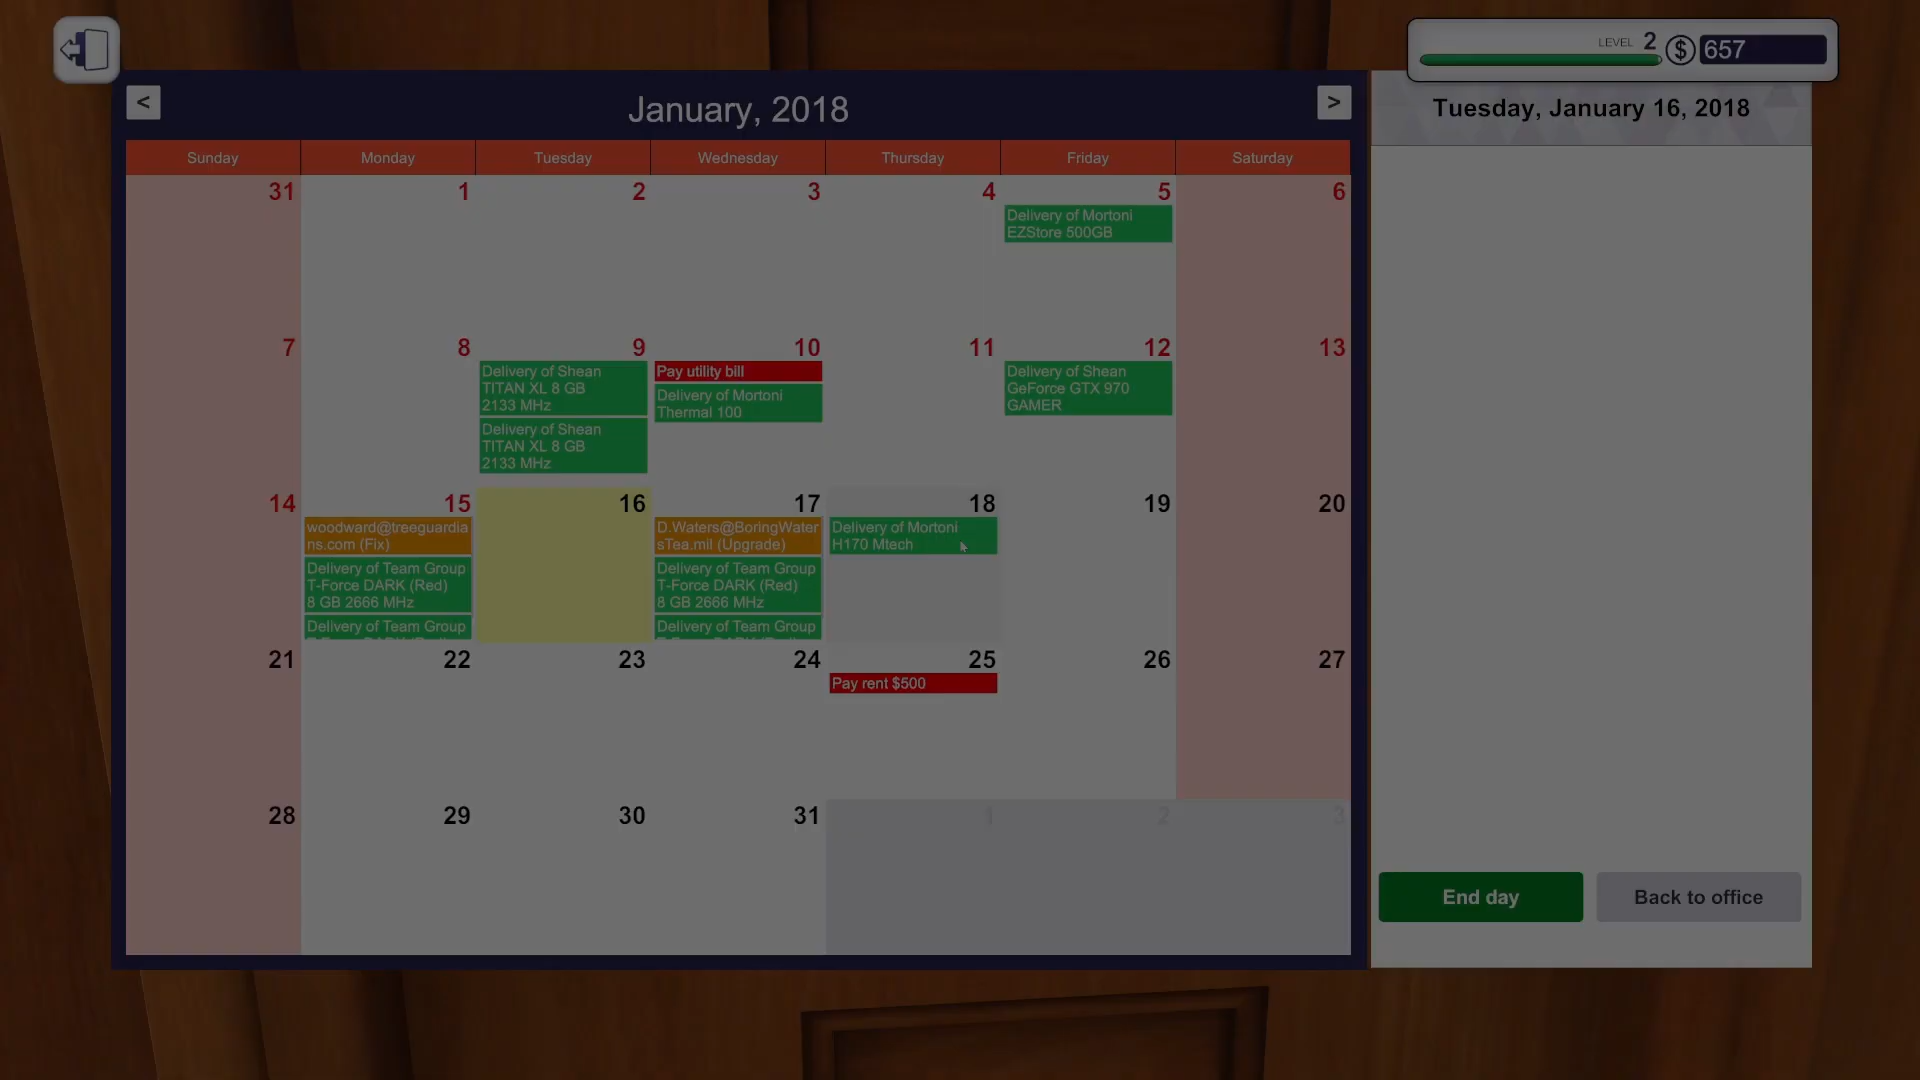 LEVEL 2 $ 657
< January, 2018 >
Tuesday, January 16, 2018
Sunday Monday Tuesday Wednesday Thursday Friday Saturday
31 1 2 3 4 5 6
Delivery of Mortoni
EZStore 500GB
7 8 9 10 11 12 13
Delivery of Shean
TITAN XL 8 GB
2133 MHz
Delivery of Shean
TITAN XL 8 GB
2133 MHz
Pay utility bill
Delivery of Mortoni
Thermal 100
Delivery of Shean
GeForce GTX 970
GAMER
14 15 16 17 18 19 20
woodward@treeguardia
ns.com (Fix)
Delivery of Team Group
T-Force DARK (Red)
8 GB 2666 MHz
Delivery of Team Group
D.Waters@BoringWater
sTea.mil (Upgrade)
Delivery of Team Group
T-Force DARK (Red)
8 GB 2666 MHz
Delivery of Team Group
Delivery of Mortoni
H170 Mtech
21 22 23 24 25 26 27
Pay rent $500
28 29 30 31 1 2 3
End day
Back to office